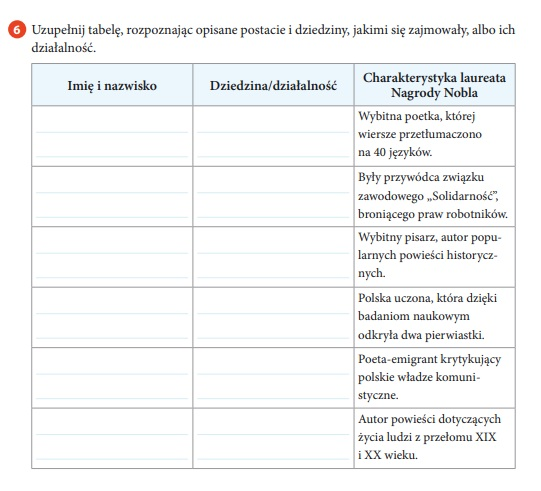 6 Uzupełnij tabelę, rozpoznając opisane postacie i dziedziny, jakimi się zajmowały, albo ich
działalność.
Imię i nazwisko
Dziedzina/działalność
Charakterystyka laureata
Nagrody Nobla
Wybitna poetka, której
wiersze przetłumaczono
na 40 języków.
Były przywódca związku
zawodowego „Solidarność”,
broniącego praw robotników.
Wybitny pisarz, autor popu-
larnych powieści historycz-
nych.
Polska uczona, która dzięki
badaniom naukowym
odkryła dwa pierwiastki.
Poeta-emigrant krytykujący
polskie władze komuni-
styczne.
Autor powieści dotyczących
życia ludzi z przełomu XIX
i XX wieku.